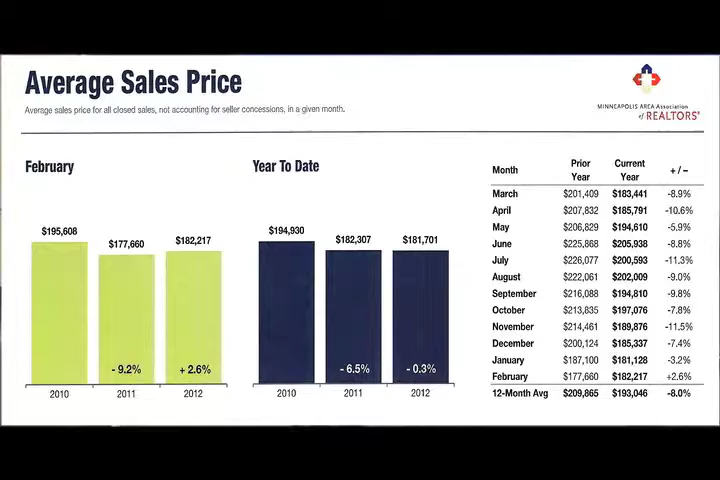 Average Sales Price
Average sales price for all closed sales, not accounting for seller concessions, in a given month.
MINNEAPOLIS AREA Association
of REALTORS®
February
$195,608
$177,660
$182,217
- 9.2%
+ 2.6%
2010
2011
2012
Year To Date
$194,930
$182,307
$181,701
- 6.5%
- 0.3%
2010
2011
2012
Month Prior Year Current Year + / –
March $201,409 $183,441 -8.9%
April $207,832 $185,791 -10.6%
May $206,829 $194,610 -5.9%
June $225,868 $205,938 -8.8%
July $226,077 $200,593 -11.3%
August $222,061 $202,009 -9.0%
September $216,088 $194,810 -9.8%
October $213,835 $197,076 -7.8%
November $214,461 $189,876 -11.5%
December $200,124 $185,337 -7.4%
January $187,100 $181,128 -3.2%
February $177,660 $182,217 +2.6%
12-Month Avg $209,865 $193,046 -8.0%